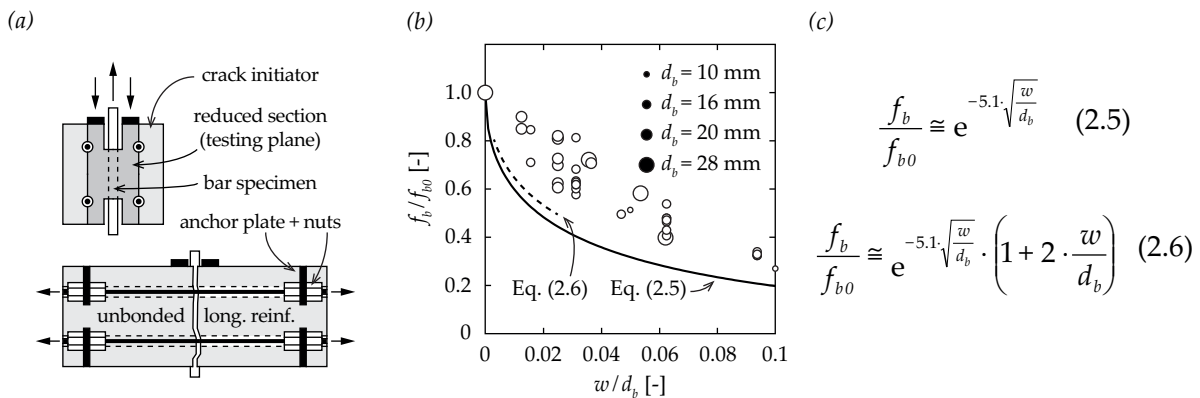 (a)
crack initiator
reduced section
(testing plane)
bar specimen
anchor plate + nuts
unbonded long. reinf.
(b)
f_b/f_b0 [-]
1.0
0.8
0.6
0.4
0.2
0
d_b = 10 mm
d_b = 16 mm
d_b = 20 mm
d_b = 28 mm
Eq. (2.6)
Eq. (2.5)
0 0.02 0.04 0.06 0.08 0.1
w/d_b [-]
(c)
f_b/f_b0 ≅ e^(-5.1·√(w/d_b)) (2.5)
f_b/f_b0 ≅ e^(-5.1·√(w/d_b)) · (1 + 2 · w/d_b) (2.6)